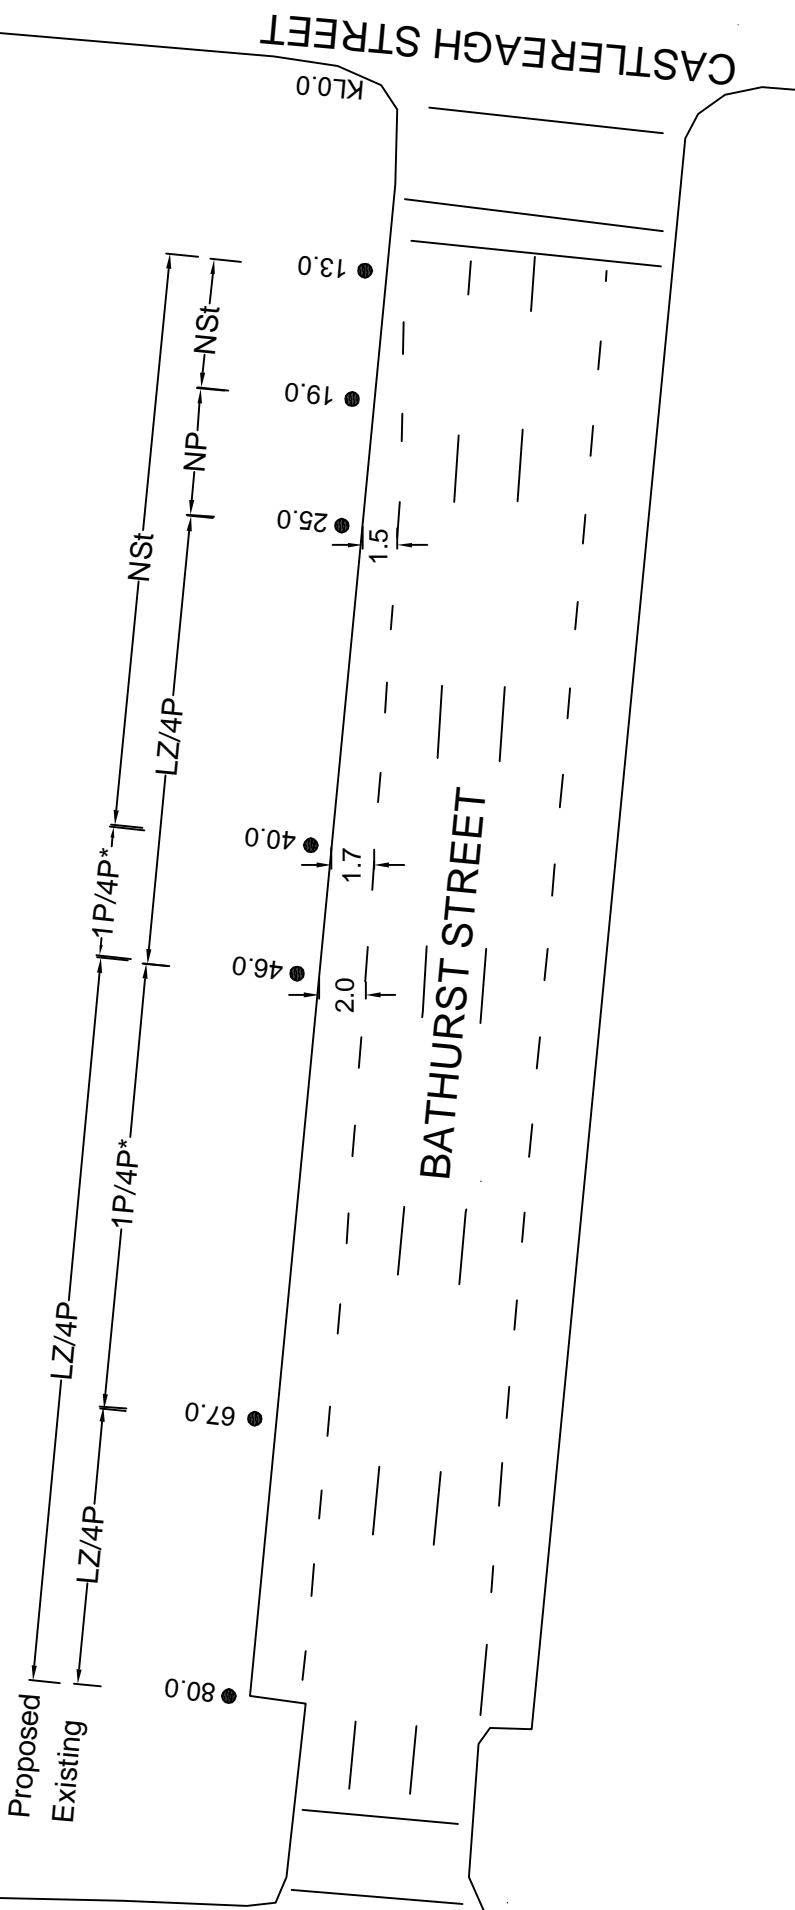 CASTLEREAGH STREET
KL0.0
13.0
NSt
19.0
NP
25.0
1.5
NSt
LZ/4P
40.0
1.7
1P/4P*
46.0
2.0
BATHURST STREET
1P/4P*
LZ/4P
67.0
LZ/4P
80.0
Proposed
Existing